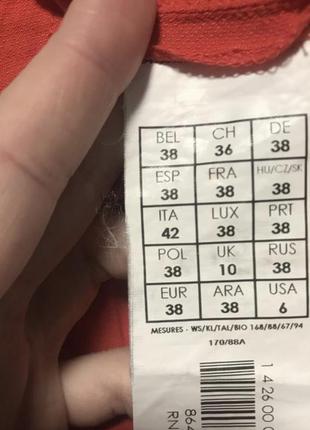 BEL CH DE
38 36 38
ESP FRA HU/CZ/SK
38 38 38
ITA LUX PRT
42 38 38
POL UK RUS
38 10 38
EUR ARA USA
38 38 6
MESURES - WS/KL/TAL/BIO 168/88/67/94
170/88A
1 426 00
864
RN